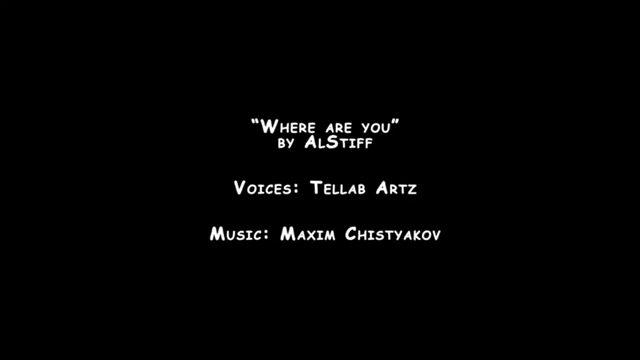 “Where are you”
by AlStiff
Voices: Tellab Artz
Music: Maxim Chistyakov